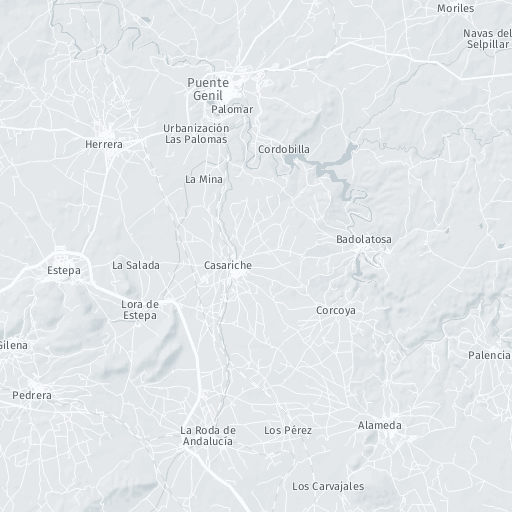 Moriles
Navas del
Selpillar
Puente
Genil
Palomar
Urbanización
Las Palomas
Herrera
Cordobilla
La Mina
Badolatosa
Estepa
La Salada
Casariche
Lora de
Estepa
Corcoya
Gilena
Palencia
Pedrera
La Roda de
Andalucía
Los Pérez
Alameda
Los Carvajales